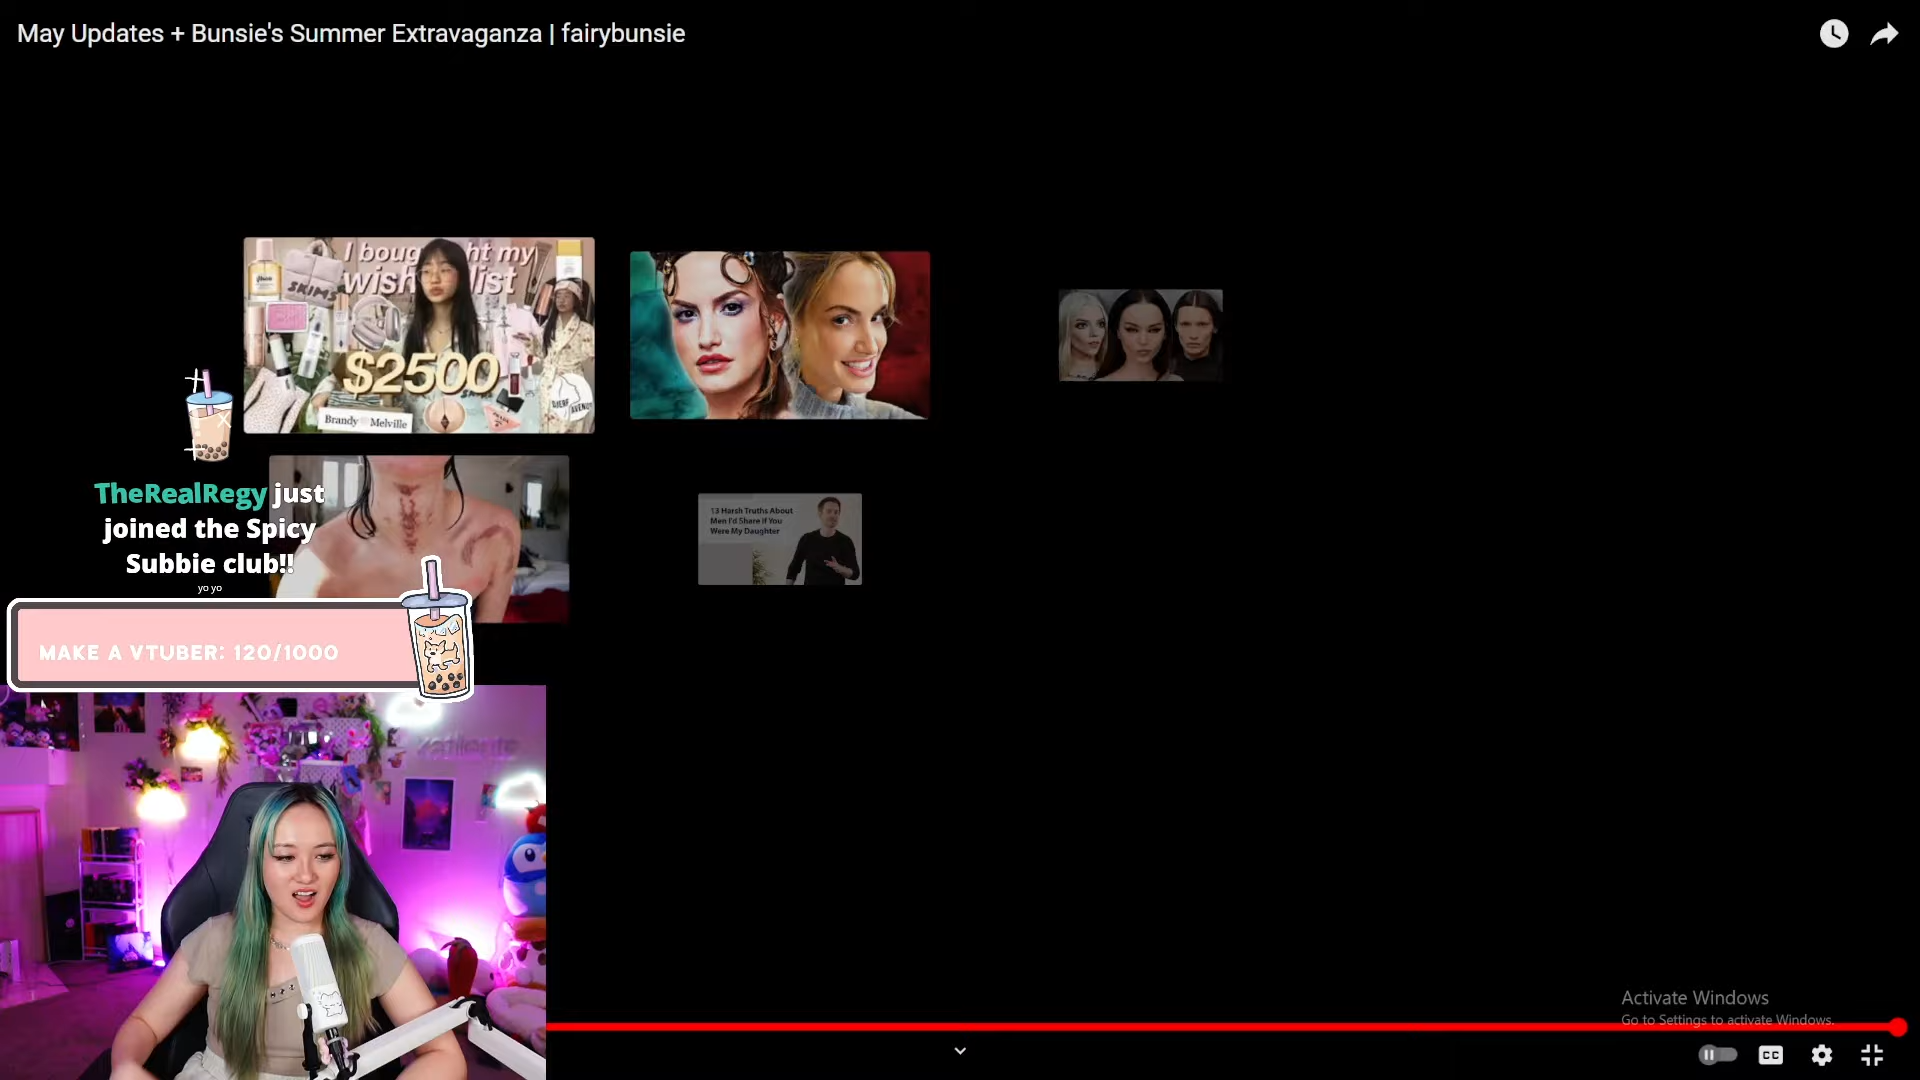 May Updates + Bunsie's Summer Extravaganza | fairybunsie
I bought my
wish list
SKIMS
$2500
Brandy Melville
13 Harsh Truths About
Men I'd Share If You
Were My Daughter
TheRealRegy just
joined the Spicy
Subbie club!!
yo yo
MAKE A VTUBER: 120/1000
Activate Windows
Go to Settings to activate Windows.
CC